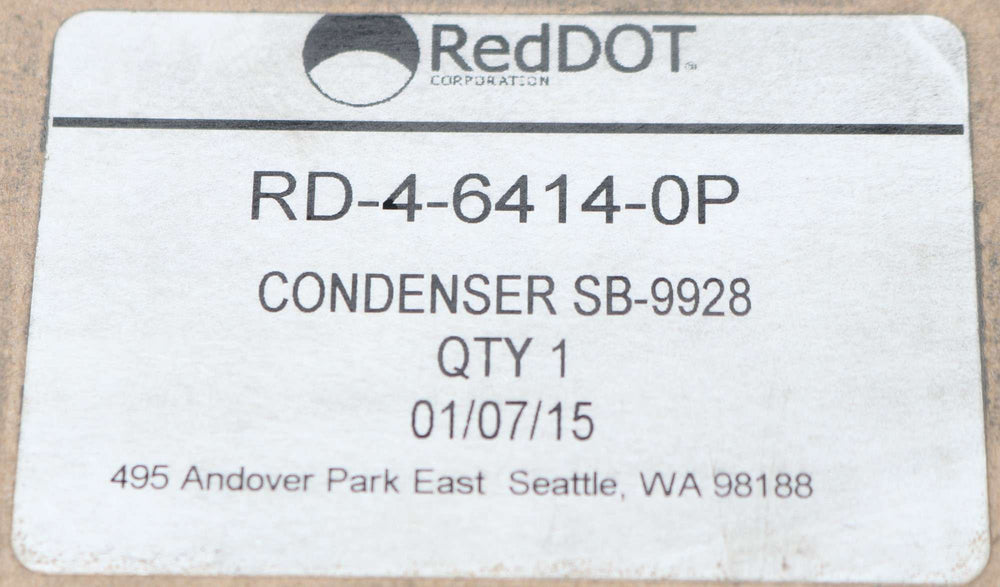 RedDOT
CORPORATION
RD-4-6414-0P
CONDENSER SB-9928
QTY 1
01/07/15
495 Andover Park East Seattle, WA 98188